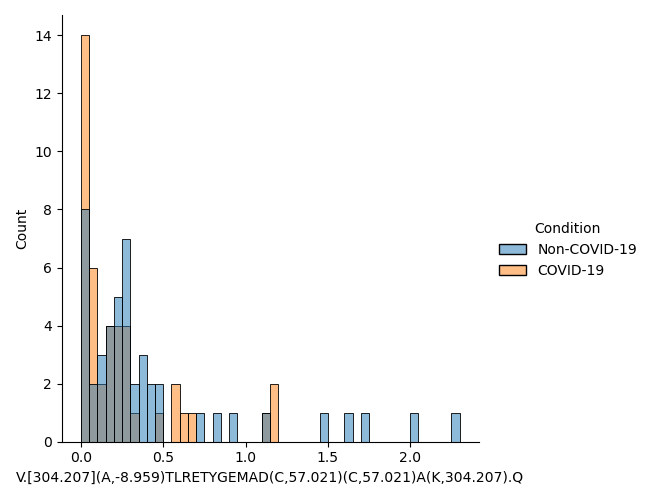 14
12
10
8
6
4
2
0
Count
0.0 0.5 1.0 1.5 2.0
V.[304.207](A,-8.959)TLRETYGEMAD(C,57.021)(C,57.021)A(K,304.207).Q
Condition
Non-COVID-19
COVID-19